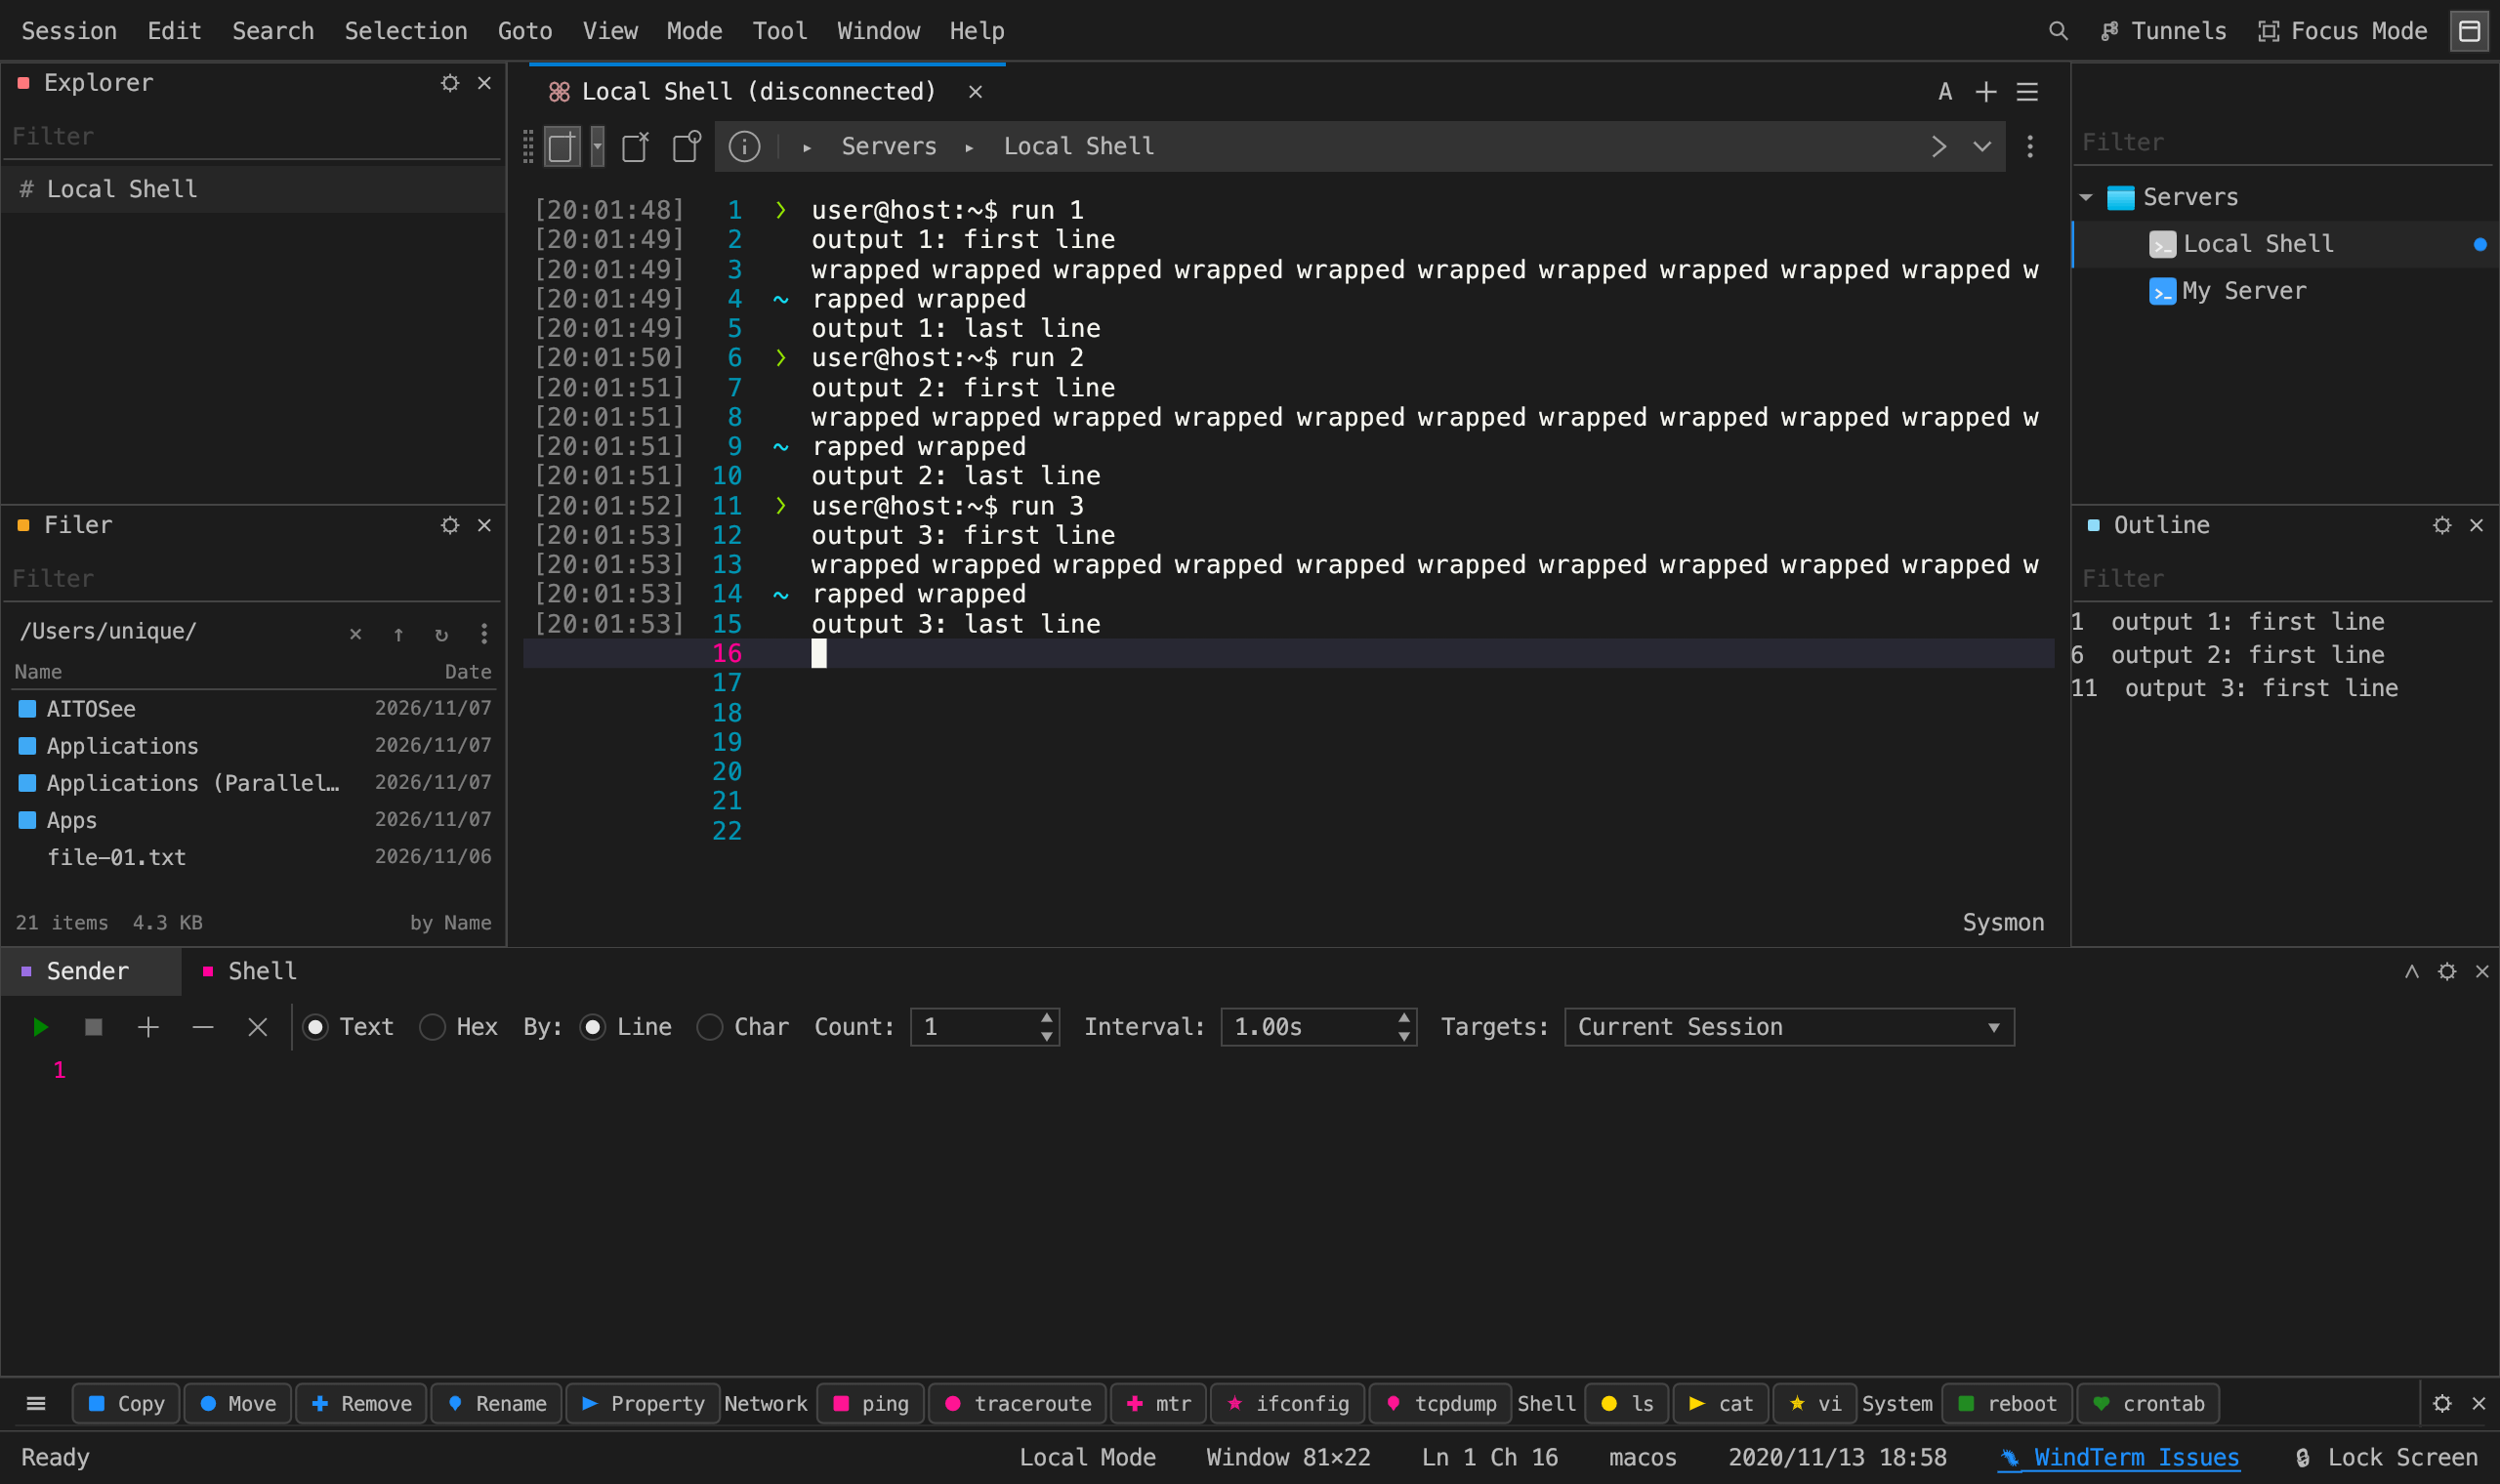 Session Edit Search Selection Goto View Mode Tool Window Help
Tunnels Focus Mode
Explorer
Filter
# Local Shell
Filer
Filter
/Users/unique/
Name Date
AITOSee 2026/11/07
Applications 2026/11/07
Applications (Parallel… 2026/11/07
Apps 2026/11/07
file-01.txt 2026/11/06
21 items 4.3 KB by Name
Local Shell (disconnected)
A
Servers Local Shell
[20:01:48] 1 user@host:~$ run 1
[20:01:49] 2 output 1: first line
[20:01:49] 3 wrapped wrapped wrapped wrapped wrapped wrapped wrapped wrapped wrapped wrapped w
[20:01:49] 4 ~ rapped wrapped
[20:01:49] 5 output 1: last line
[20:01:50] 6 user@host:~$ run 2
[20:01:51] 7 output 2: first line
[20:01:51] 8 wrapped wrapped wrapped wrapped wrapped wrapped wrapped wrapped wrapped wrapped w
[20:01:51] 9 ~ rapped wrapped
[20:01:51] 10 output 2: last line
[20:01:52] 11 user@host:~$ run 3
[20:01:53] 12 output 3: first line
[20:01:53] 13 wrapped wrapped wrapped wrapped wrapped wrapped wrapped wrapped wrapped wrapped w
[20:01:53] 14 ~ rapped wrapped
[20:01:53] 15 output 3: last line
16
17
18
19
20
21
22
Sysmon
Filter
Servers
Local Shell
My Server
Outline
Filter
1 output 1: first line
6 output 2: first line
11 output 3: first line
Sender Shell
Text Hex By: Line Char Count: 1 Interval: 1.00s Targets: Current Session
1
Copy Move Remove Rename Property Network ping traceroute mtr ifconfig tcpdump Shell ls cat vi System reboot crontab
Ready Local Mode Window 81×22 Ln 1 Ch 16 macos 2020/11/13 18:58 WindTerm Issues Lock Screen